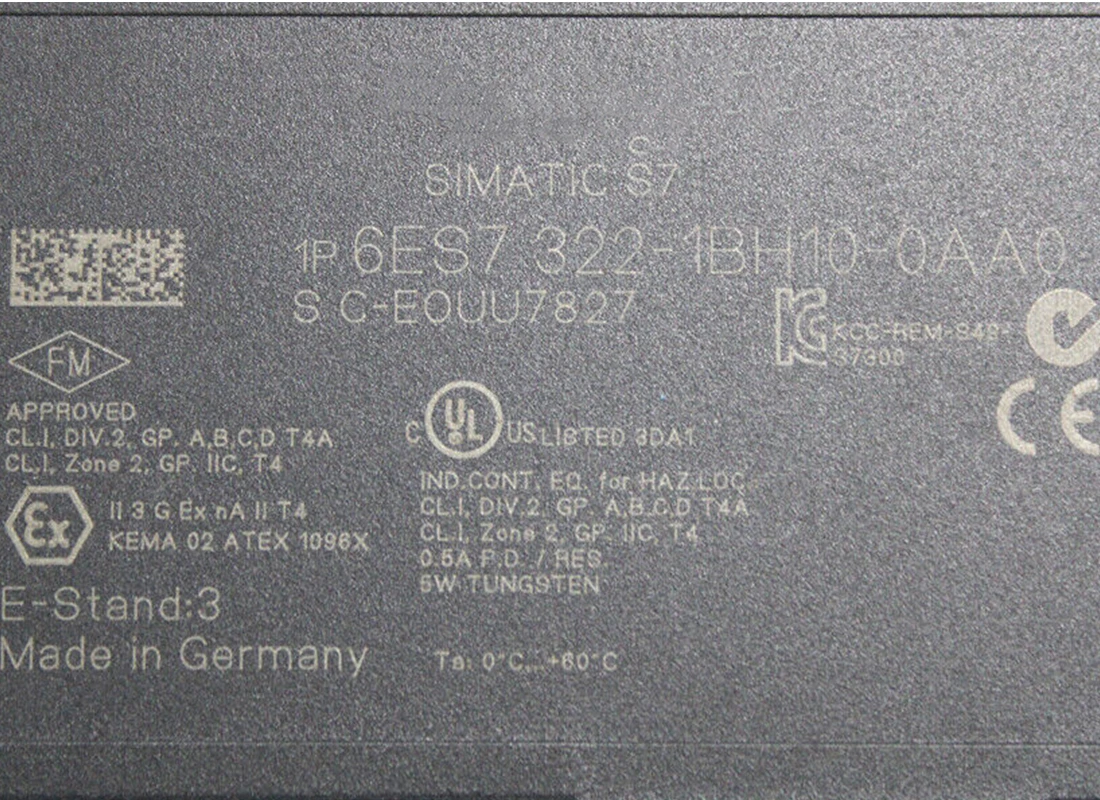 SIMATIC S7
1P 6ES7 322-1BH10-0AA0
S C-E0UU7827
KCC-REM-S49-
37300
FM
APPROVED
CL.I, DIV.2, GP. A,B,C,D T4A
CL.I, Zone 2, GP. IIC, T4
Ex
II 3 G Ex nA II T4
KEMA 02 ATEX 1096X
E-Stand:3
Made in Germany
C UL US LISTED 3DA1
IND.CONT. EQ. for HAZ.LOC.
CL.I, DIV.2, GP. A,B,C,D T4A
CL.I, Zone 2, GP. IIC, T4
0.5A P.D. / RES.
5W TUNGSTEN
Ta: 0°C...+60°C
CE